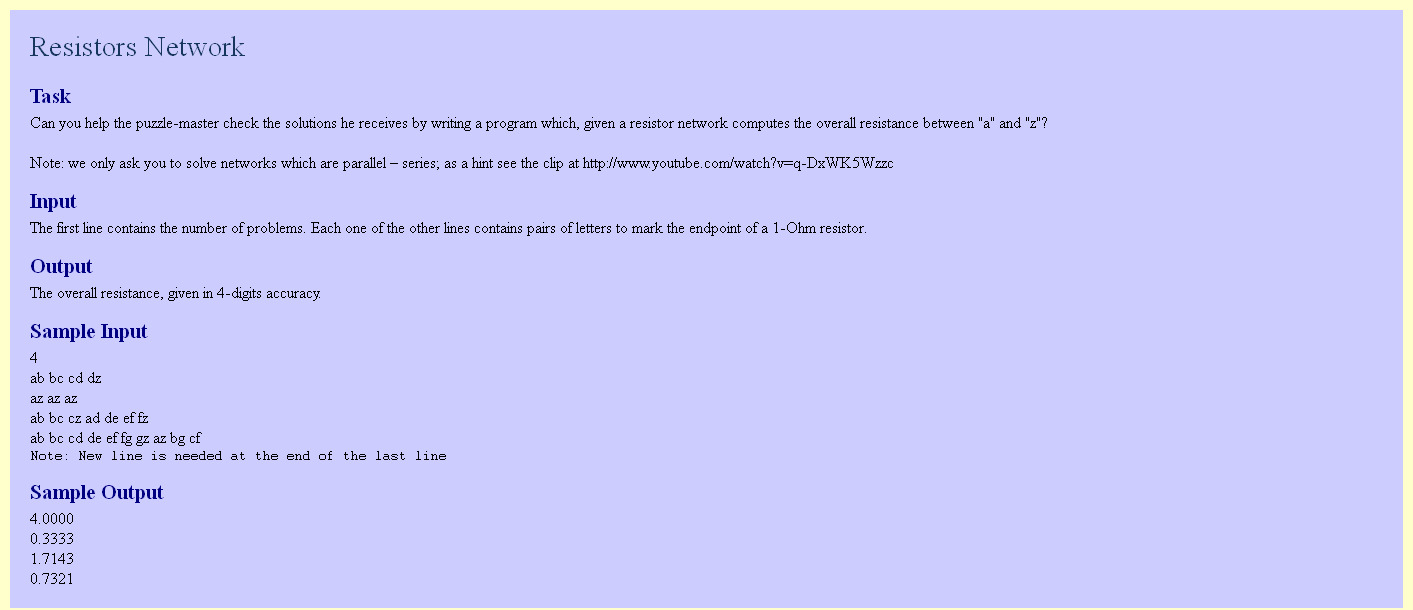 Resistors Network
Task
Can you help the puzzle-master check the solutions he receives by writing a program which, given a resistor network computes the overall resistance between "a" and "z"?
Note: we only ask you to solve networks which are parallel – series; as a hint see the clip at http://www.youtube.com/watch?v=q-DxWK5Wzzc
Input
The first line contains the number of problems. Each one of the other lines contains pairs of letters to mark the endpoint of a 1-Ohm resistor.
Output
The overall resistance, given in 4-digits accuracy.
Sample Input
4
ab bc cd dz
az az az
ab bc cz ad de ef fz
ab bc cd de ef fg gz az bg cf
Note: New line is needed at the end of the last line
Sample Output
4.0000
0.3333
1.7143
0.7321